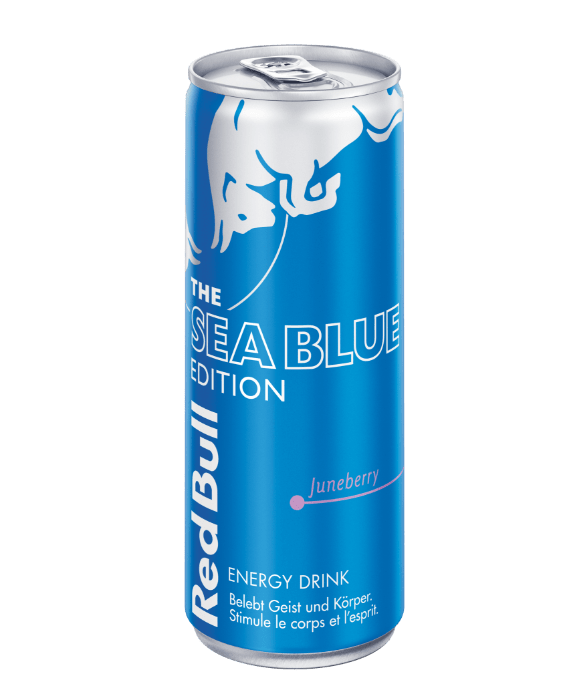 THE
SEA BLUE
EDITION
Red Bull
Juneberry
ENERGY DRINK
Belebt Geist und Körper.
Stimule le corps et l'esprit.